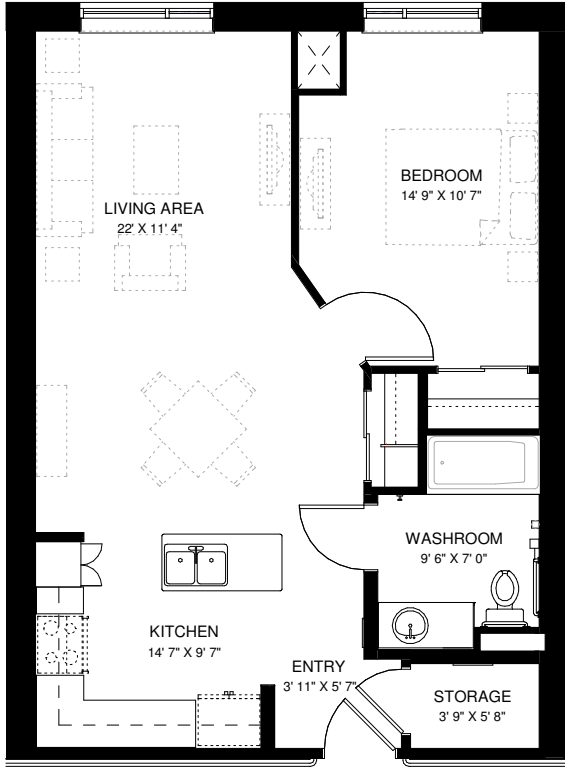 BEDROOM
14' 9" X 10' 7"
LIVING AREA
22' X 11' 4"
WASHROOM
9' 6" X 7' 0"
KITCHEN
14' 7" X 9' 7"
ENTRY
3' 11" X 5' 7"
STORAGE
3' 9" X 5' 8"